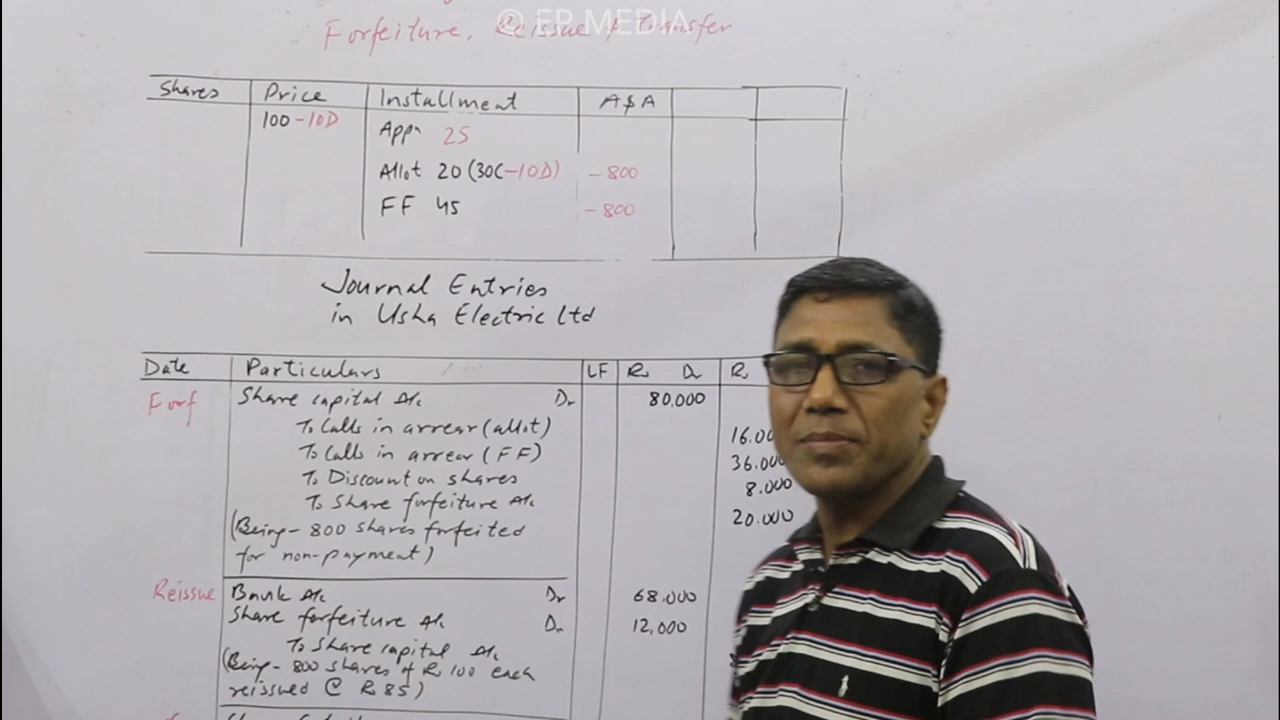 © EP MEDIA
Forfeiture, Reissue & Transfer
Shares Price Installment A$A
100 -10D Appⁿ 25
Allot 20 (30C-10D) -800
FF 45 -800
Journal Entries
in Usha Electric Ltd
Date Particulars LF Rs Dr Rs
Forf Share capital A/c Dr 80.000
To Calls in arrear (allot) 16.00
To Calls in arrear (FF) 36.000
To Discount on shares 8.000
To Share forfeiture A/c 20.000
(Being - 800 shares forfeited
for non-payment)
Reissue Bank A/c Dr 68.000
Share forfeiture A/c Dr 12,000
To Share capital A/c
(Being - 800 shares of Rs 100 each
reissued @ Rs 85)